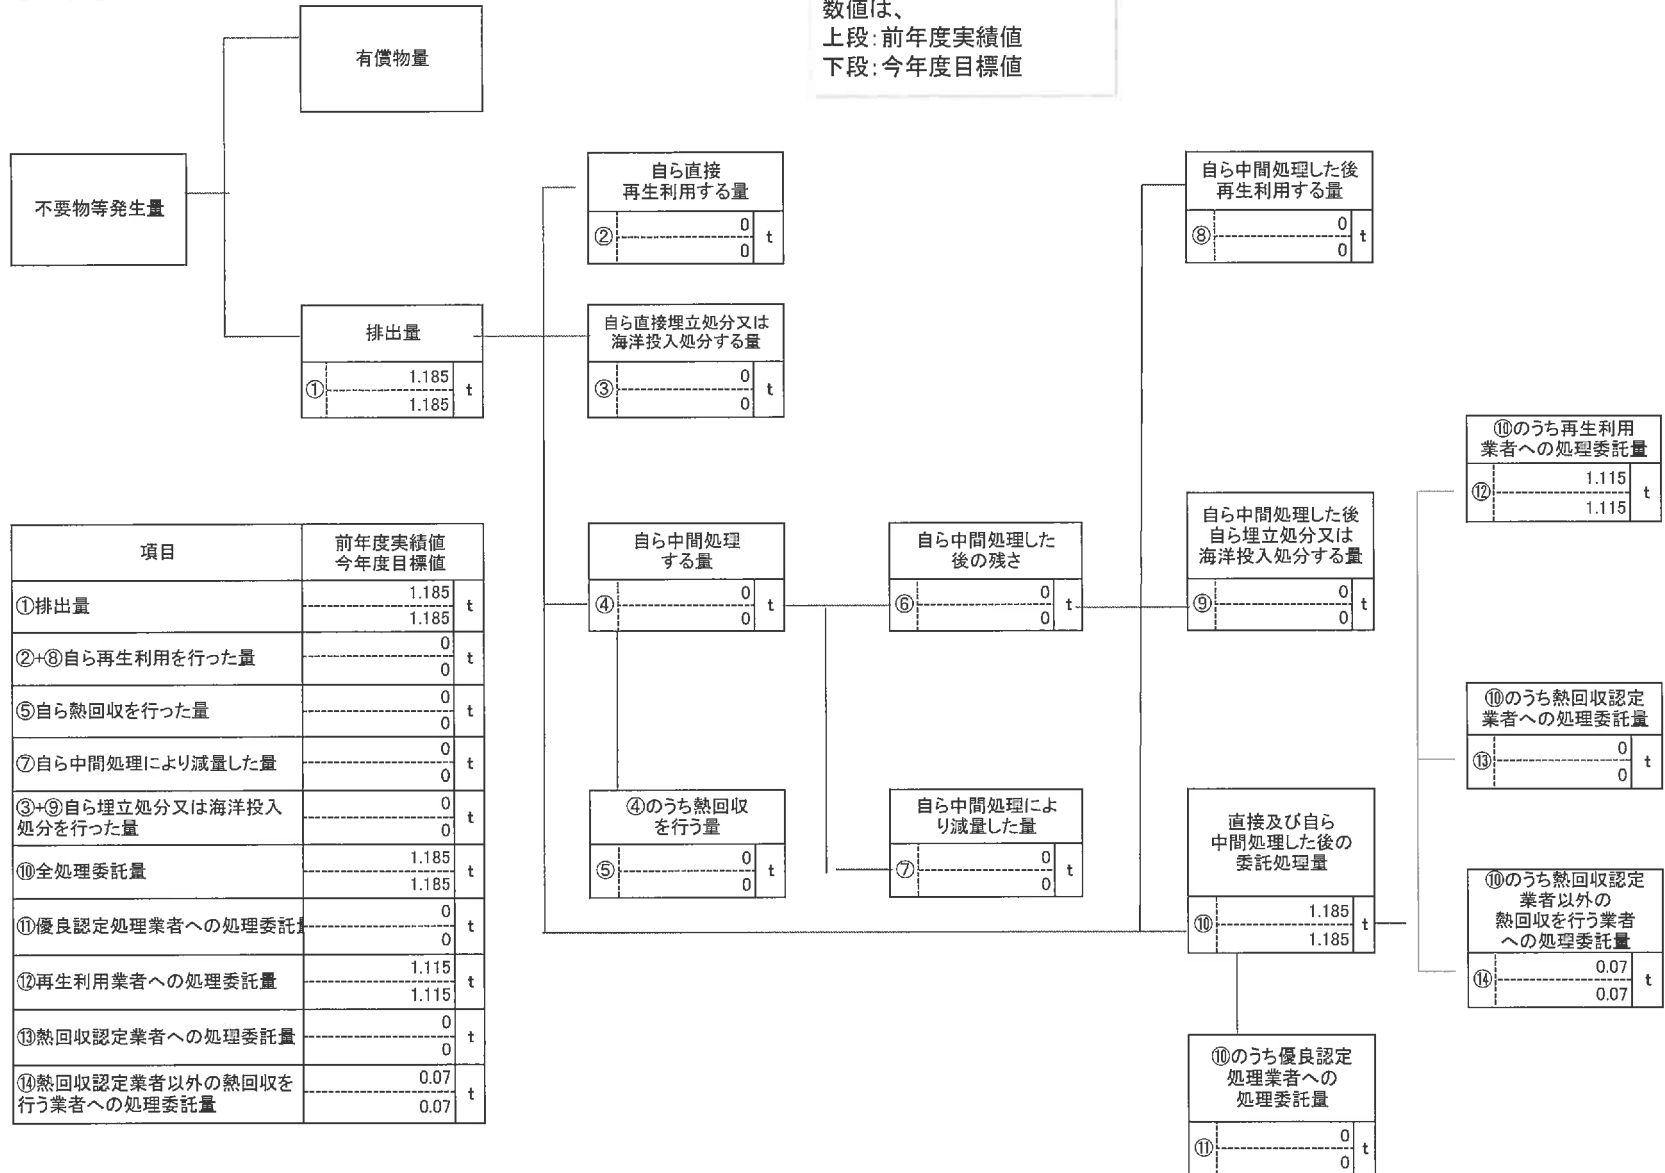 数値は、
上段:前年度実績値
下段:今年度目標値
有償物量
不要物等発生量
排出量
① 1.185 t
1.185
自ら直接
再生利用する量
② 0 t
0
自ら直接埋立処分又は
海洋投入処分する量
③ 0 t
0
自ら中間処理
する量
④ 0 t
0
④のうち熱回収
を行う量
⑤ 0 t
0
自ら中間処理した
後の残さ
⑥ 0 t
0
自ら中間処理によ
り減量した量
⑦ 0 t
0
自ら中間処理した後
再生利用する量
⑧ 0 t
0
自ら中間処理した後
自ら埋立処分又は
海洋投入処分する量
⑨ 0 t
0
直接及び自ら
中間処理した後の
委託処理量
⑩ 1.185 t
1.185
⑩のうち優良認定
処理業者への
処理委託量
⑪ 0 t
0
⑩のうち再生利用
業者への処理委託量
⑫ 1.115 t
1.115
⑩のうち熱回収認定
業者への処理委託量
⑬ 0 t
0
⑩のうち熱回収認定
業者以外の
熱回収を行う業者
への処理委託量
⑭ 0.07 t
0.07
項目 前年度実績値
今年度目標値
①排出量 1.185 t
1.185
②+⑧自ら再生利用を行った量 0 t
0
⑤自ら熱回収を行った量 0 t
0
⑦自ら中間処理により減量した量 0 t
0
③+⑨自ら埋立処分又は海洋投入 0 t
処分を行った量 0
⑩全処理委託量 1.185 t
1.185
⑪優良認定処理業者への処理委託 0 t
0
⑫再生利用業者への処理委託量 1.115 t
1.115
⑬熱回収認定業者への処理委託量 0 t
0
⑭熱回収認定業者以外の熱回収を 0.07 t
行う業者への処理委託量 0.07